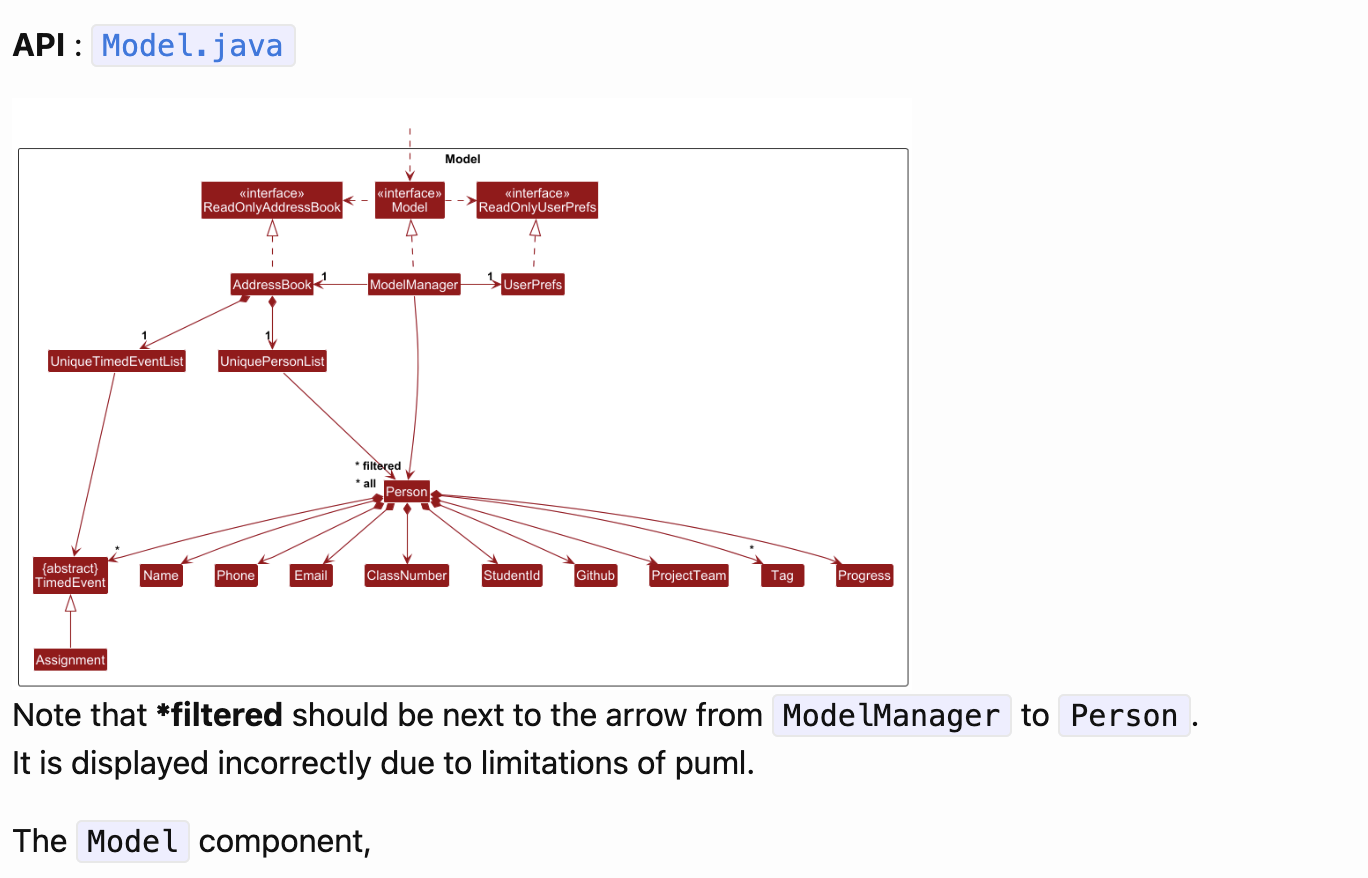 API : Model.java
Model
«interface»
ReadOnlyAddressBook
«interface»
Model
«interface»
ReadOnlyUserPrefs
AddressBook
1
ModelManager
1
UserPrefs
1
1
UniqueTimedEventList
UniquePersonList
* filtered
* all
Person
*
*
{abstract}
TimedEvent
Name
Phone
Email
ClassNumber
StudentId
Github
ProjectTeam
Tag
Progress
Assignment
Note that *filtered should be next to the arrow from ModelManager to Person.
It is displayed incorrectly due to limitations of puml.
The Model component,